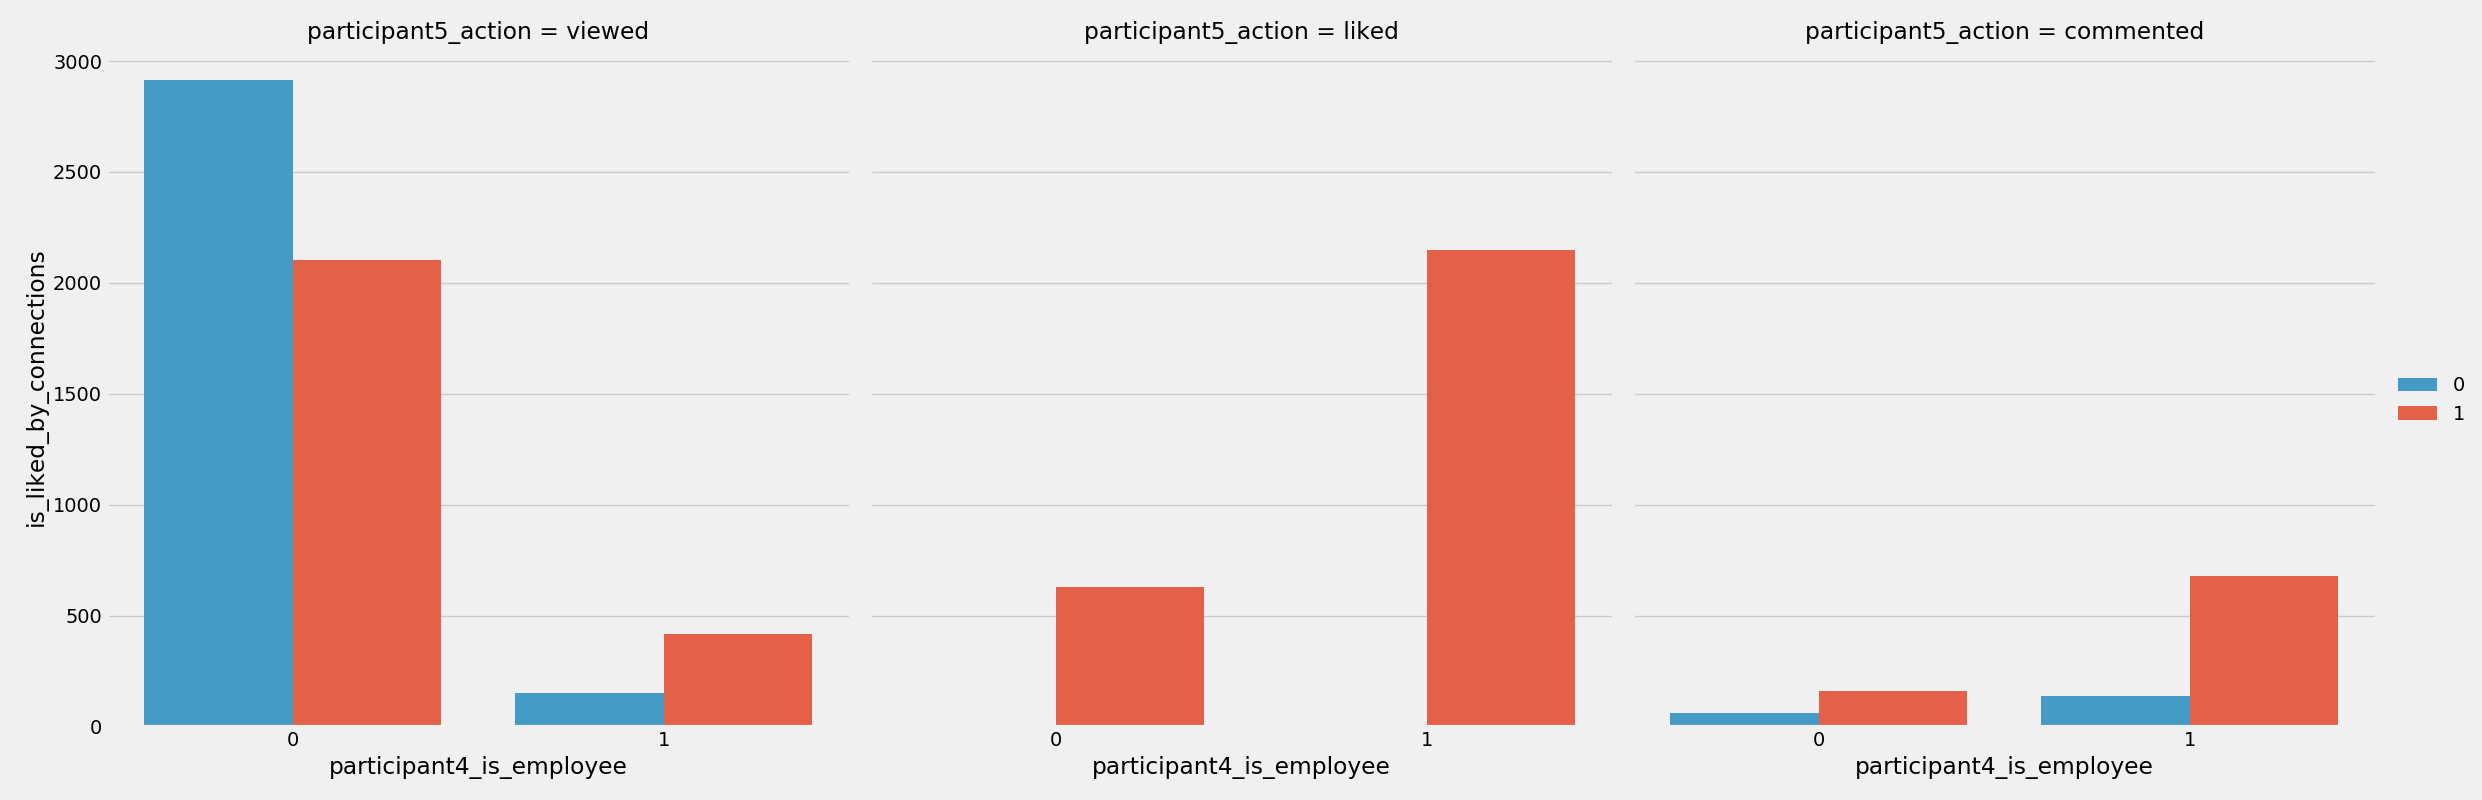 participant5_action = viewed
participant5_action = liked
participant5_action = commented
is_liked_by_connections
3000
2500
2000
1500
1000
500
0
0 1
0 1
0 1
participant4_is_employee
participant4_is_employee
participant4_is_employee
0
1